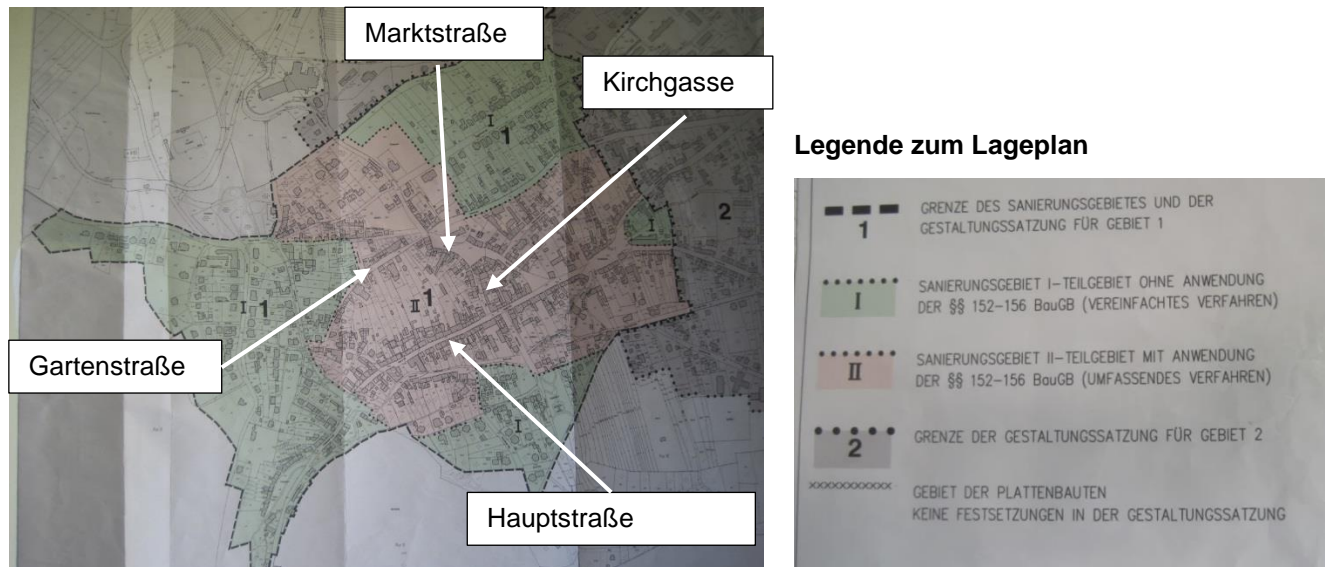 Marktstraße
Kirchgasse
Gartenstraße
Hauptstraße
2
I 1
I 1
II 1
I
I
2
Legende zum Lageplan
1
GRENZE DES SANIERUNGSGEBIETES UND DER
GESTALTUNGSSATZUNG FÜR GEBIET 1
I
SANIERUNGSGEBIET I-TEILGEBIET OHNE ANWENDUNG
DER §§ 152-156 BauGB (VEREINFACHTES VERFAHREN)
II
SANIERUNGSGEBIET II-TEILGEBIET MIT ANWENDUNG
DER §§ 152-156 BauGB (UMFASSENDES VERFAHREN)
2
GRENZE DER GESTALTUNGSSATZUNG FÜR GEBIET 2
xxxxxxxxxxx
GEBIET DER PLATTENBAUTEN
KEINE FESTSETZUNGEN IN DER GESTALTUNGSSATZUNG